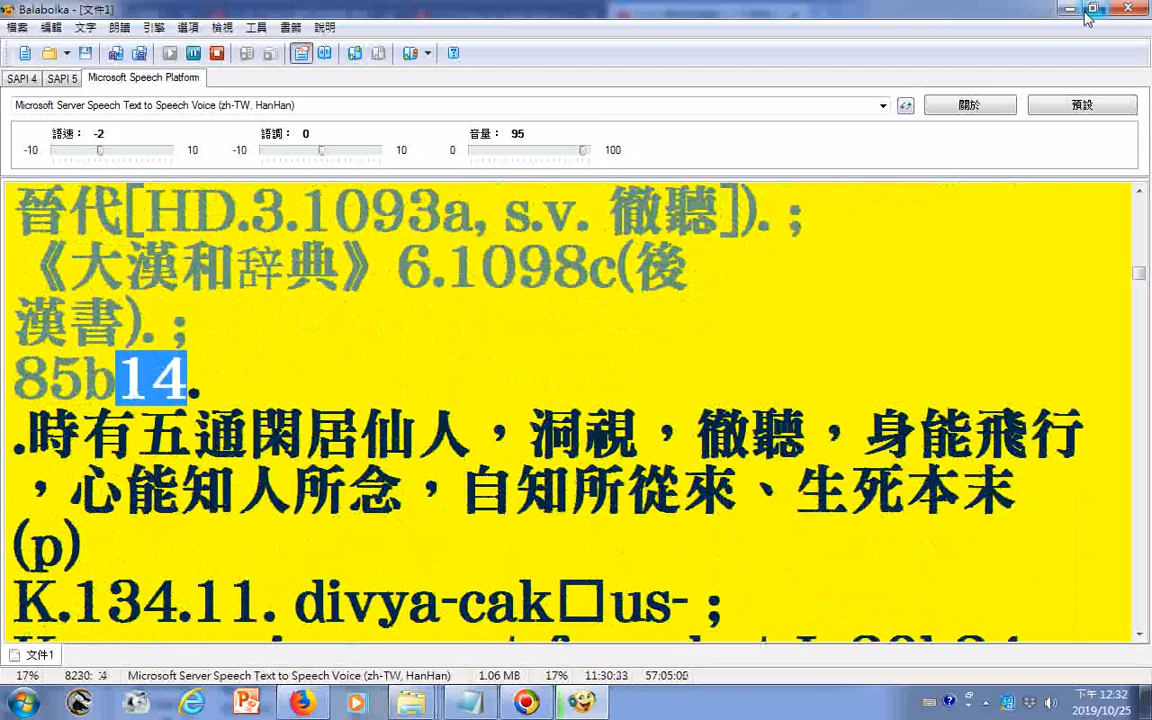 Balabolka - [文件1]
檔案 編輯 文字 朗讀 引擎 選項 檢視 工具 書籤 說明
SAPI 4 SAPI 5 Microsoft Speech Platform
Microsoft Server Speech Text to Speech Voice (zh-TW, HanHan) 關於 預設
語速： -2 語調： 0 音量： 95
-10 10 -10 10 0 100
晉代[HD.3.1093a, s.v. 徹聽]). ;
《大漢和辞典》6.1098c(後
漢書). ;
85b14.
.時有五通閑居仙人，洞視，徹聽，身能飛行
，心能知人所念，自知所從來、生死本末
(p)
K.134.11. divya-cak□us- ;
文件1
17% 8230: 34 Microsoft Server Speech Text to Speech Voice (zh-TW, HanHan) 1.06 MB 17% 11:30:33 57:05:06
下午 12:32
2019/10/25